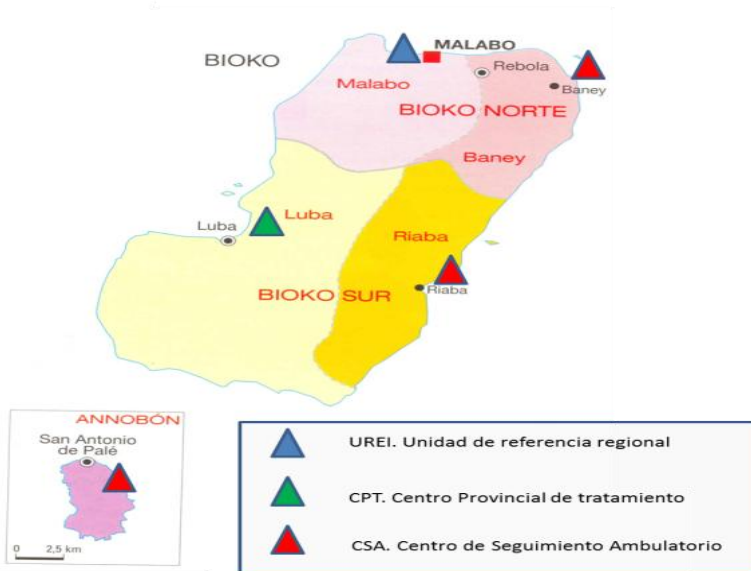 BIOKO
MALABO
Rebola
Malabo
Baney
BIOKO NORTE
Baney
Luba
Luba
Riaba
Riaba
BIOKO SUR
ANNOBÓN
San Antonio
de Palé
0 2,5 km
UREI. Unidad de referencia regional
CPT. Centro Provincial de tratamiento
CSA. Centro de Seguimiento Ambulatorio